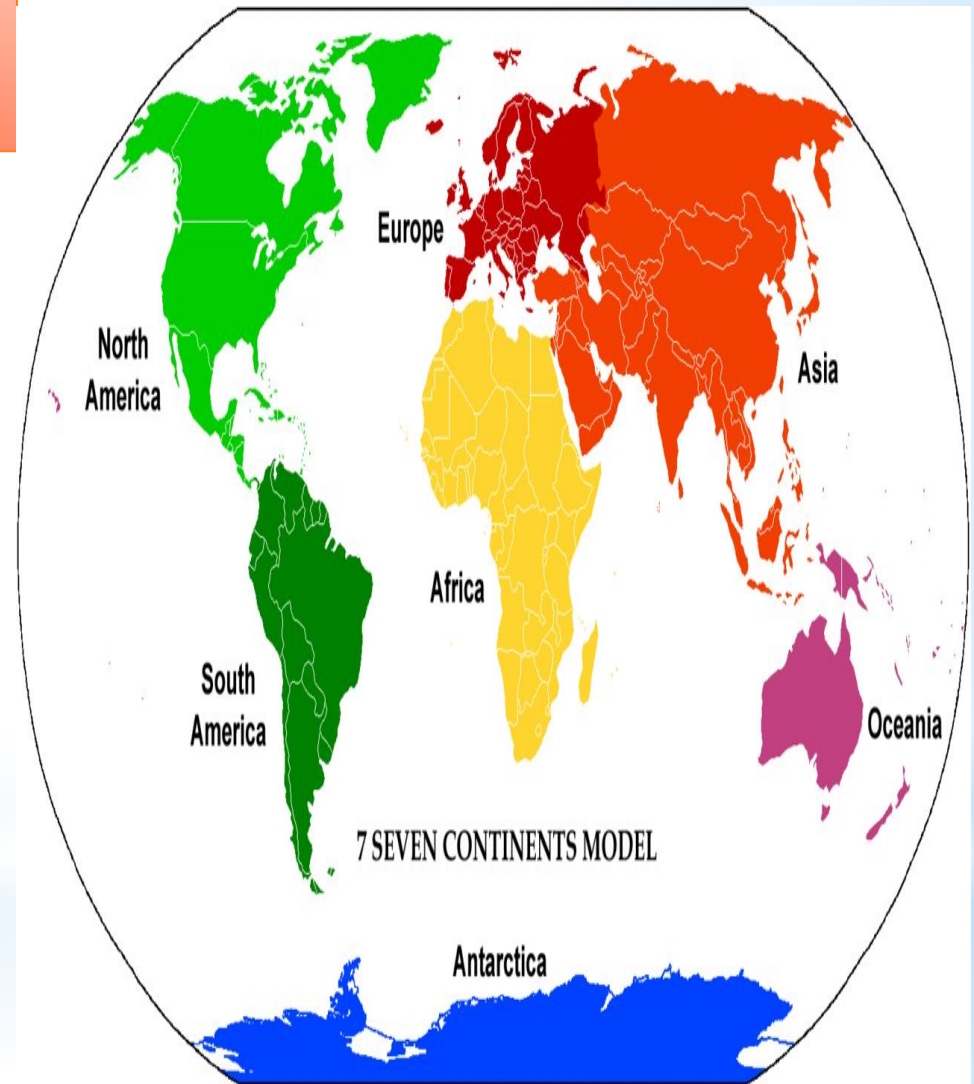 Europe
North
America
Asia
Africa
South
America
Oceania
7 SEVEN CONTINENTS MODEL
Antarctica